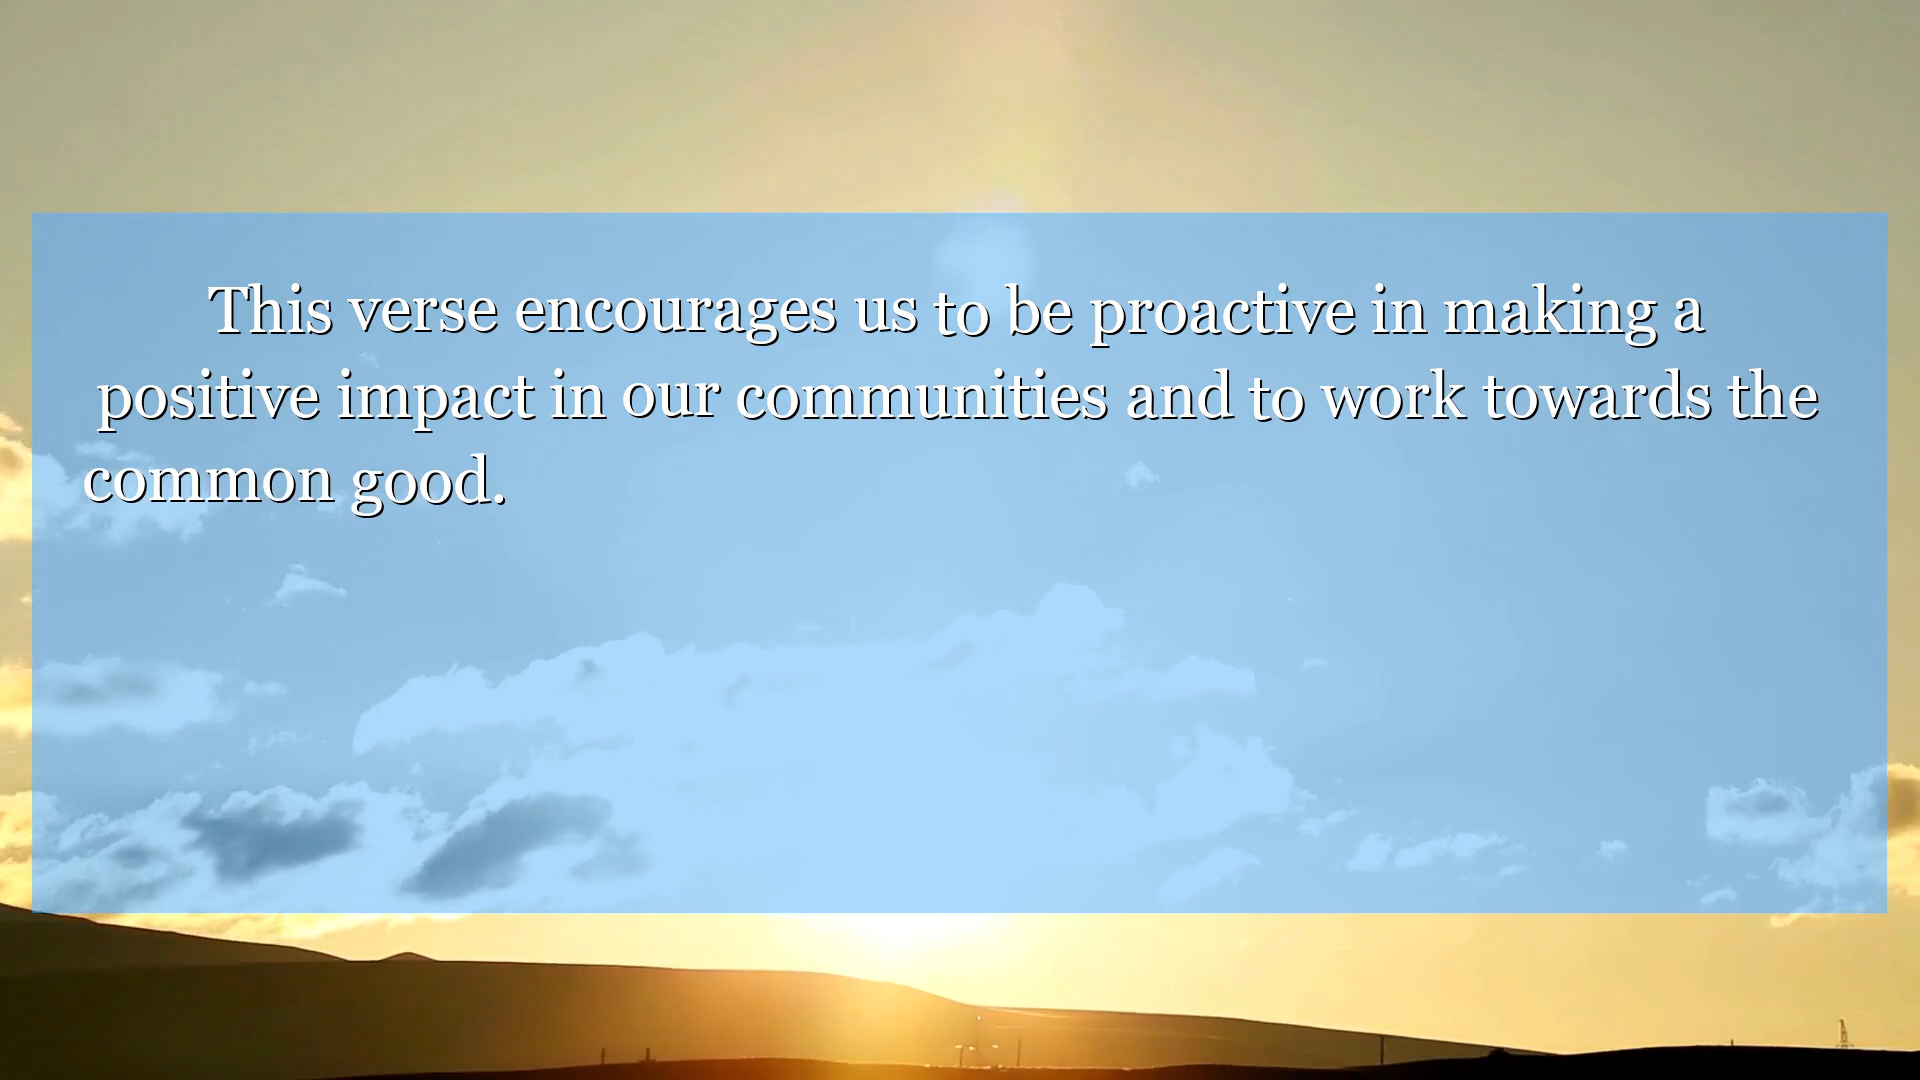 This verse encourages us to be proactive in making a
positive impact in our communities and to work towards the
common good.